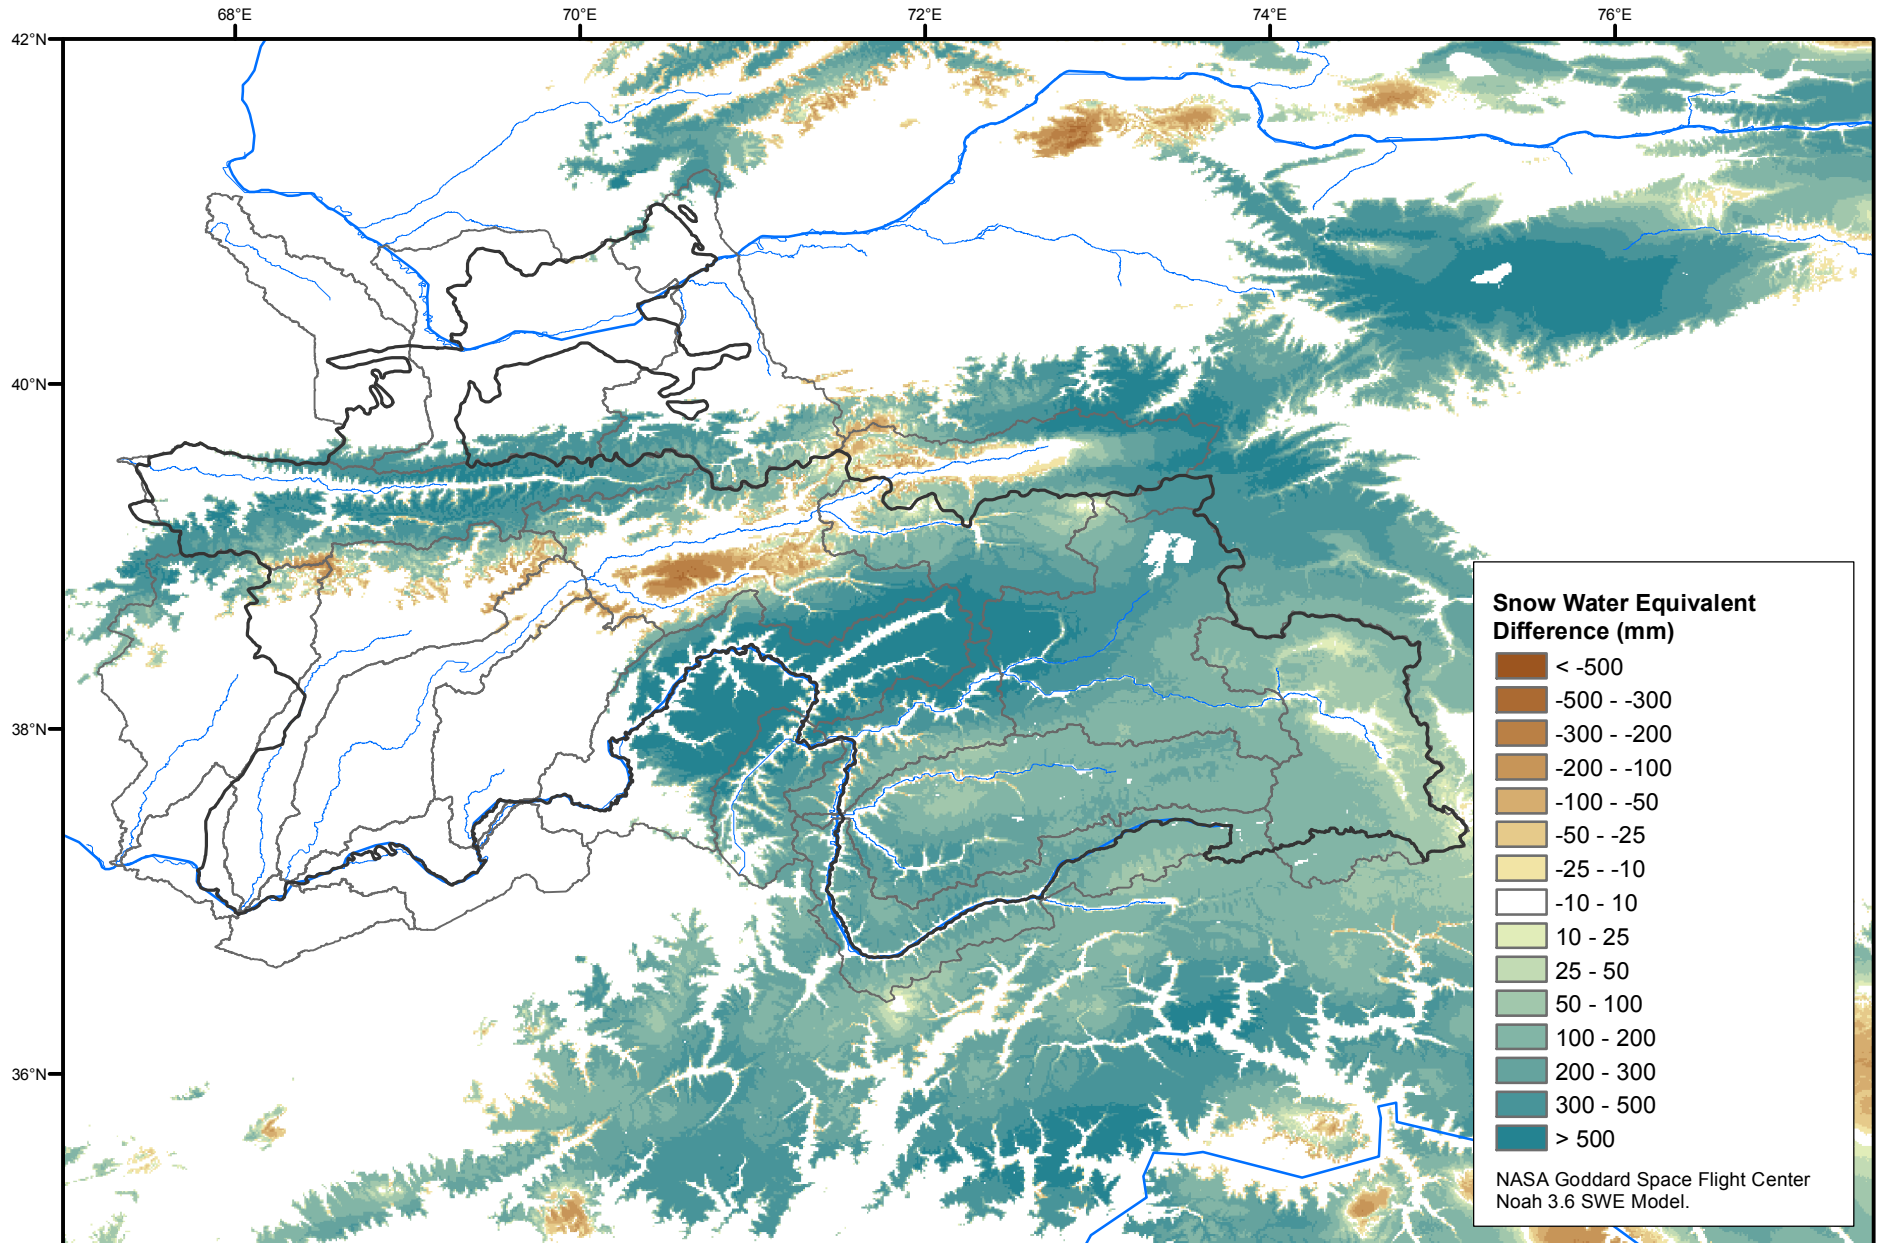 68°E
70°E
72°E
74°E
76°E
42°N
40°N
38°N
36°N
Snow Water Equivalent
Difference (mm)
< -500
-500 - -300
-300 - -200
-200 - -100
-100 - -50
-50 - -25
-25 - -10
-10 - 10
10 - 25
25 - 50
50 - 100
100 - 200
200 - 300
300 - 500
> 500
NASA Goddard Space Flight Center
Noah 3.6 SWE Model.